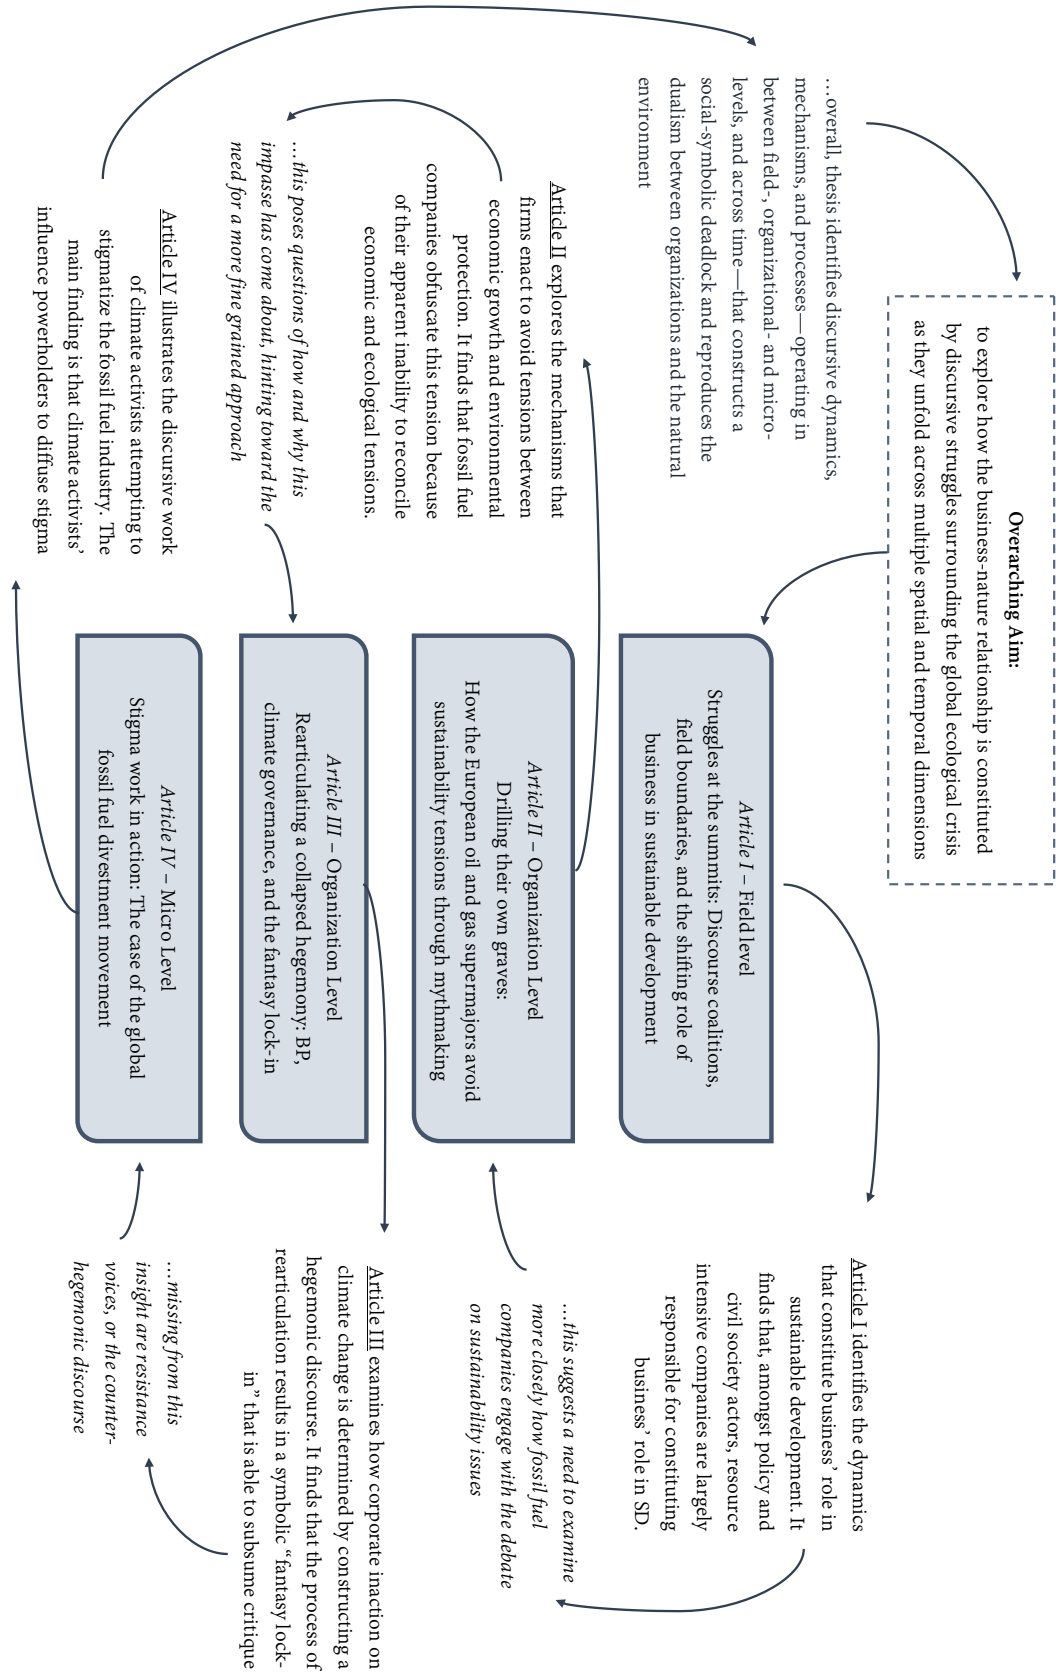 Overarching Aim:
to explore how the business-nature relationship is constituted
by discursive struggles surrounding the global ecological crisis
as they unfold across multiple spatial and temporal dimensions
Article I – Field level
Struggles at the summits: Discourse coalitions,
field boundaries, and the shifting role of
business in sustainable development
Article I identifies the dynamics
that constitute business’ role in
sustainable development. It
finds that, amongst policy and
civil society actors, resource
intensive companies are largely
responsible for constituting
business’ role in SD.
…this suggests a need to examine
more closely how fossil fuel
companies engage with the debate
on sustainability issues
Article II – Organization Level
Drilling their own graves:
How the European oil and gas supermajors avoid
sustainability tensions through mythmaking
Article II explores the mechanisms that
firms enact to avoid tensions between
economic growth and environmental
protection. It finds that fossil fuel
companies obfuscate this tension because
of their apparent inability to reconcile
economic and ecological tensions.
…this poses questions of how and why this
impasse has come about, hinting toward the
need for a more fine grained approach
Article III – Organization Level
Rearticulating a collapsed hegemony: BP,
climate governance, and the fantasy lock-in
Article III examines how corporate inaction on
climate change is determined by constructing a
hegemonic discourse. It finds that the process of
rearticulation results in a symbolic “fantasy lock-
in” that is able to subsume critique
…missing from this
insight are resistance
voices, or the counter-
hegemonic discourse
Article IV – Micro Level
Stigma work in action: The case of the global
fossil fuel divestment movement
Article IV illustrates the discursive work
of climate activists attempting to
stigmatize the fossil fuel industry. The
main finding is that climate activists’
influence powerholders to diffuse stigma
…overall, thesis identifies discursive dynamics,
mechanisms, and processes—operating in
between field-, organizational- and micro-
levels, and across time—that constructs a
social-symbolic deadlock and reproduces the
dualism between organizations and the natural
environment